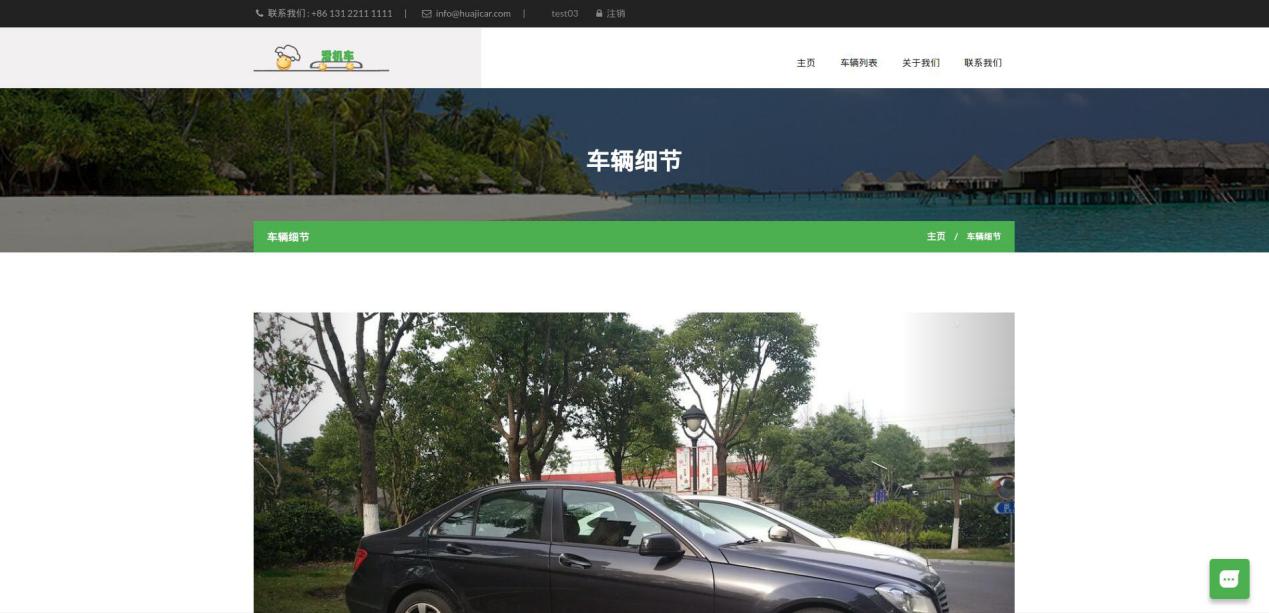 联系我们 : +86 131 2211 1111 | info@huajicar.com | test03 注销
滑机车
主页 车辆列表 关于我们 联系我们
车辆细节
车辆细节 主页 / 车辆细节